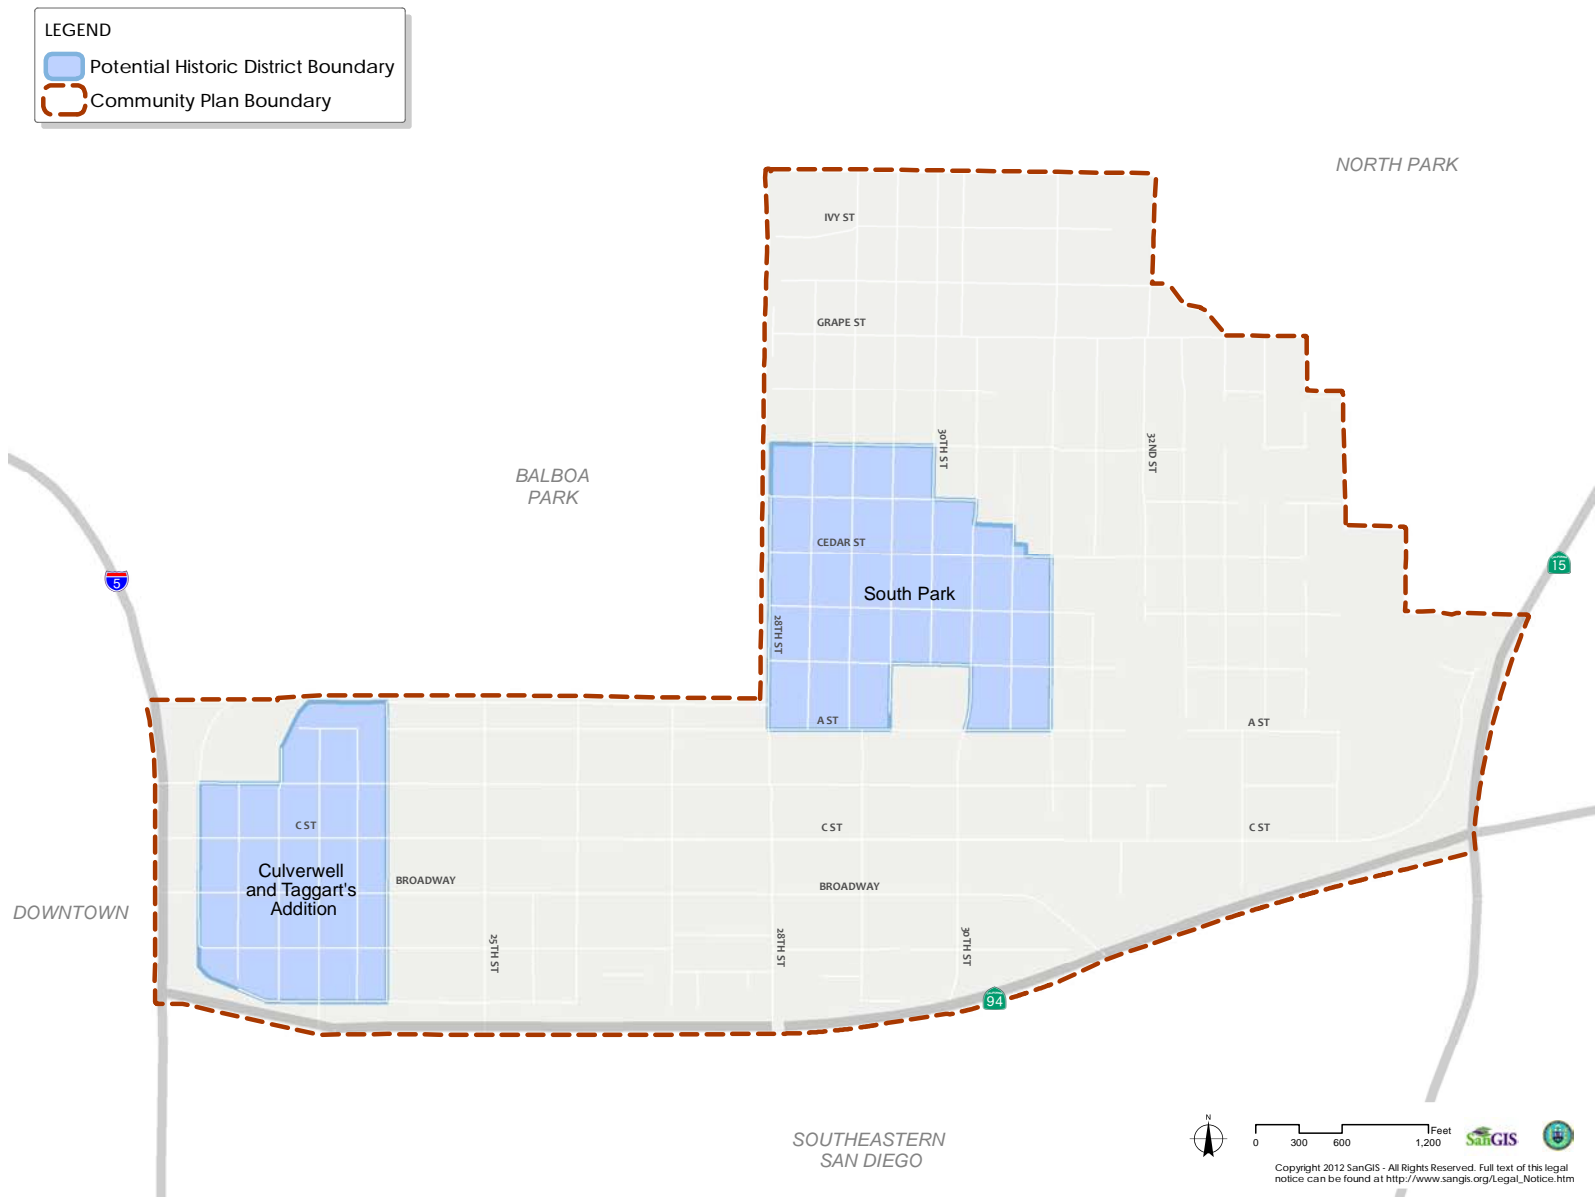 LEGEND
Potential Historic District Boundary
Community Plan Boundary
NORTH PARK
IVY ST
GRAPE ST
30TH ST
32ND ST
BALBOA
PARK
CEDAR ST
5
15
South Park
28TH ST
A ST
A ST
C ST
C ST
C ST
Culverwell
and Taggart's
Addition
BROADWAY
BROADWAY
DOWNTOWN
25TH ST
28TH ST
30TH ST
94
SOUTHEASTERN
SAN DIEGO
N
Feet
0 300 600 1,200
SanGIS
Copyright 2012 SanGIS - All Rights Reserved. Full text of this legal
notice can be found at http://www.sangis.org/Legal_Notice.htm